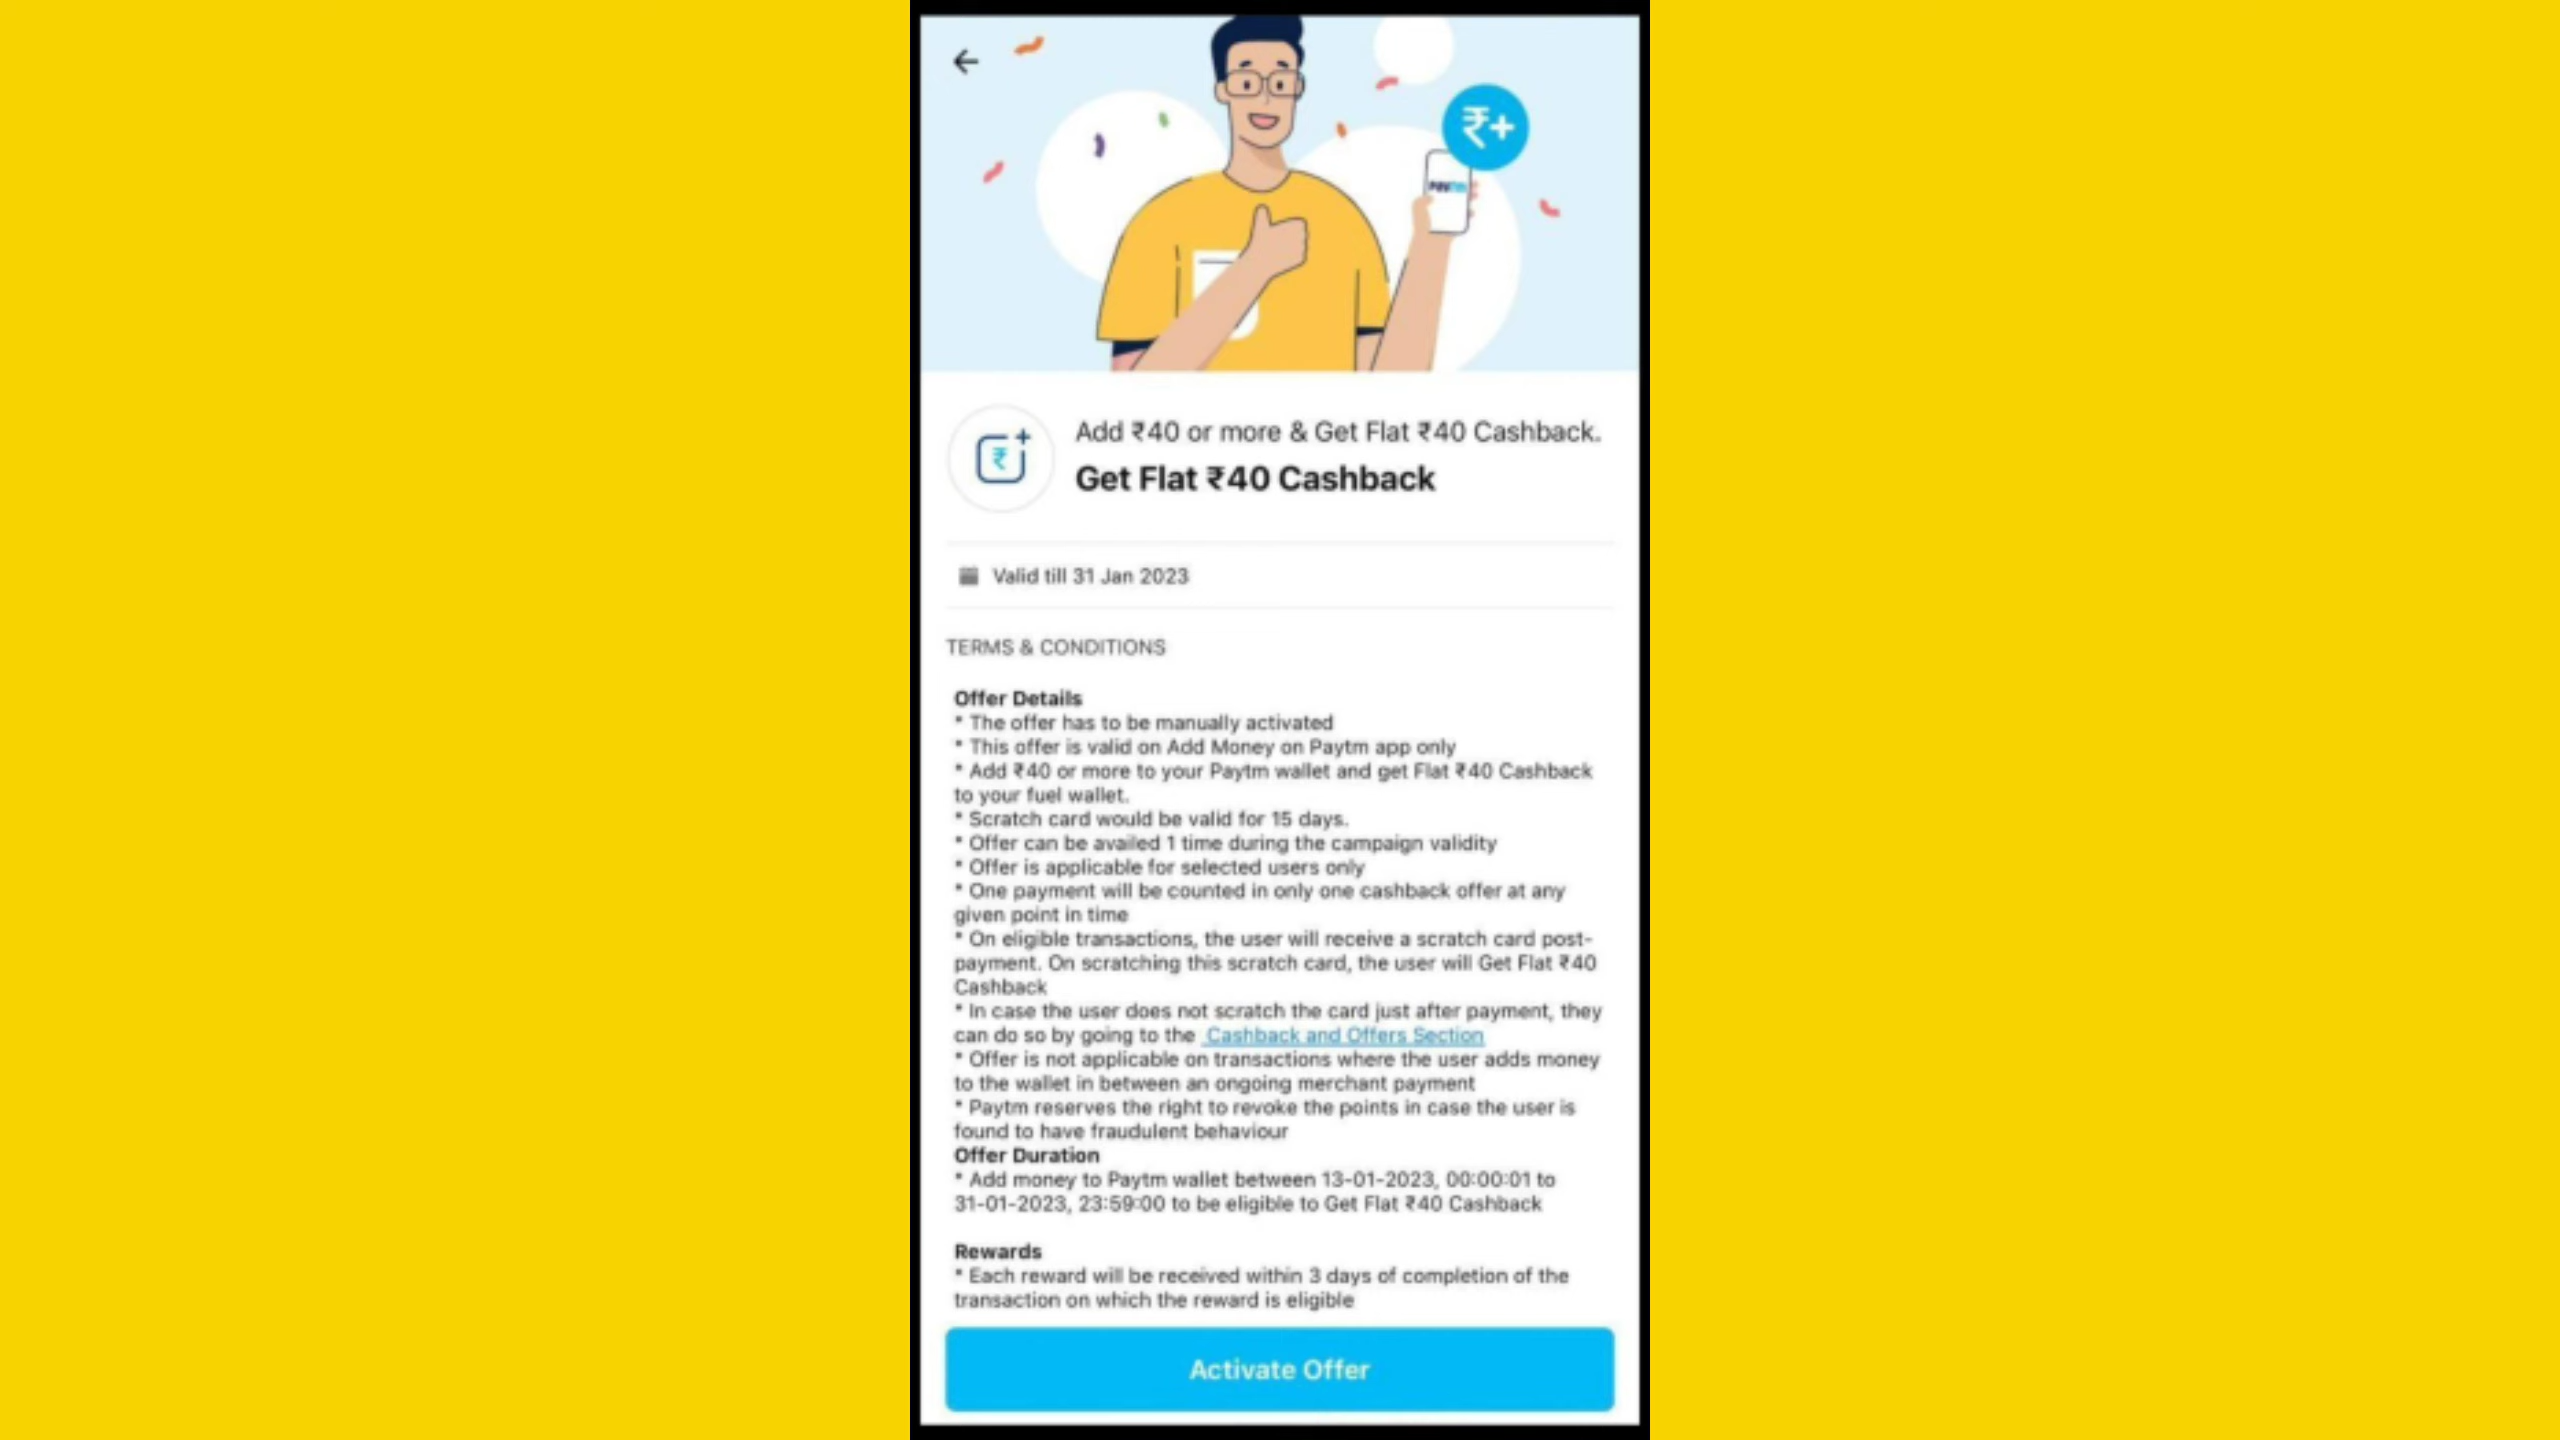 ₹+
paytm
Add ₹40 or more & Get Flat ₹40 Cashback.
Get Flat ₹40 Cashback
₹
Valid till 31 Jan 2023
TERMS & CONDITIONS
Offer Details
* The offer has to be manually activated
* This offer is valid on Add Money on Paytm app only
* Add ₹40 or more to your Paytm wallet and get Flat ₹40 Cashback
to your fuel wallet.
* Scratch card would be valid for 15 days.
* Offer can be availed 1 time during the campaign validity
* Offer is applicable for selected users only
* One payment will be counted in only one cashback offer at any
given point in time
* On eligible transactions, the user will receive a scratch card post-
payment. On scratching this scratch card, the user will Get Flat ₹40
Cashback
* In case the user does not scratch the card just after payment, they
can do so by going to the Cashback and Offers Section
* Offer is not applicable on transactions where the user adds money
to the wallet in between an ongoing merchant payment
* Paytm reserves the right to revoke the points in case the user is
found to have fraudulent behaviour
Offer Duration
* Add money to Paytm wallet between 13-01-2023, 00:00:01 to
31-01-2023, 23:59:00 to be eligible to Get Flat ₹40 Cashback
Rewards
* Each reward will be received within 3 days of completion of the
transaction on which the reward is eligible
Activate Offer